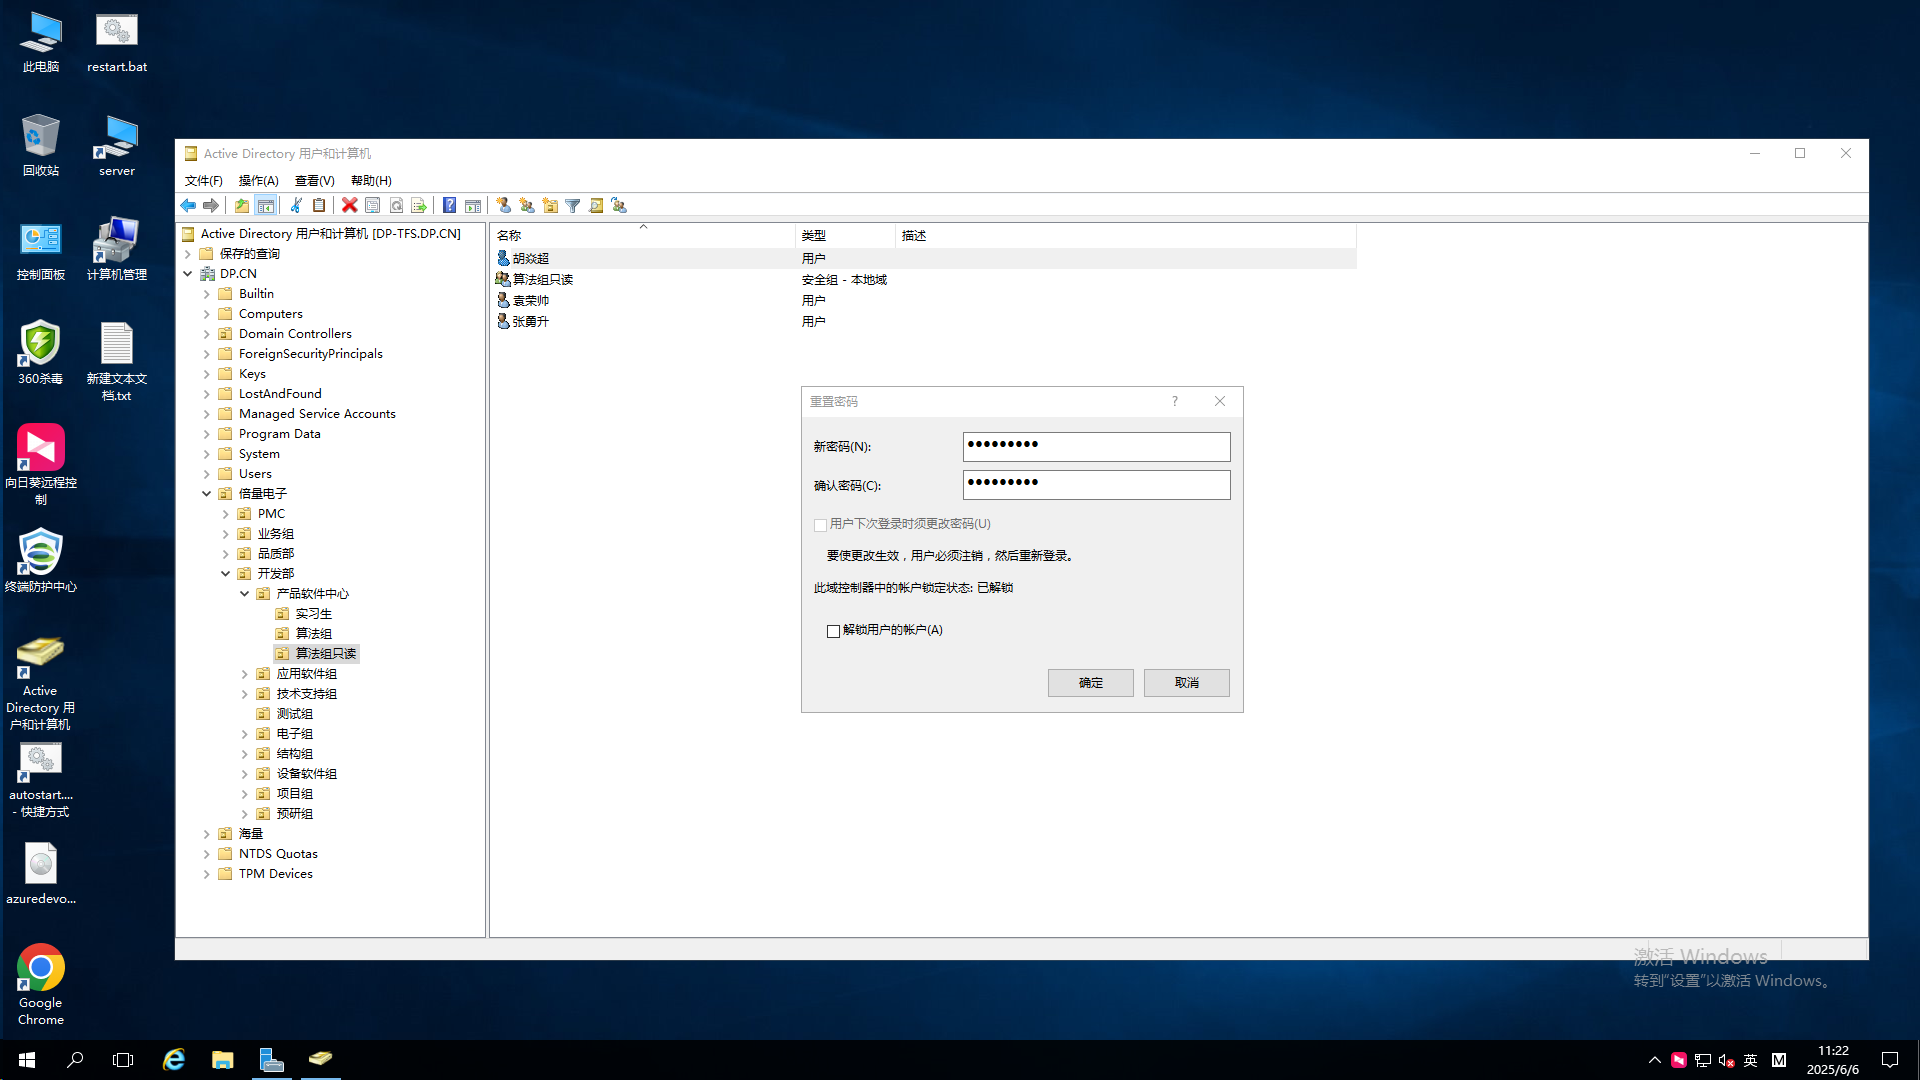 此电脑
restart.bat
回收站
server
控制面板
计算机管理
360杀毒
新建文本文
档.txt
向日葵远程控
制
终端防护中心
Active
Directory 用
户和计算机
autostart....
- 快捷方式
azuredevo...
Google
Chrome
Active Directory 用户和计算机
文件(F) 操作(A) 查看(V) 帮助(H)
Active Directory 用户和计算机 [DP-TFS.DP.CN]
保存的查询
DP.CN
Builtin
Computers
Domain Controllers
ForeignSecurityPrincipals
Keys
LostAndFound
Managed Service Accounts
Program Data
System
Users
倍量电子
PMC
业务组
品质部
开发部
产品软件中心
实习生
算法组
算法组只读
应用软件组
技术支持组
测试组
电子组
结构组
设备软件组
项目组
预研组
海量
NTDS Quotas
TPM Devices
名称 类型 描述
胡焱超 用户
算法组只读 安全组 - 本地域
袁荣帅 用户
张勇升 用户
重置密码 ?
新密码(N): •••••••••
确认密码(C): •••••••••
用户下次登录时须更改密码(U)
要使更改生效，用户必须注销，然后重新登录。
此域控制器中的帐户锁定状态: 已解锁
解锁用户的帐户(A)
确定 取消
激活 Windows
转到"设置"以激活 Windows。
英 M
11:22
2025/6/6